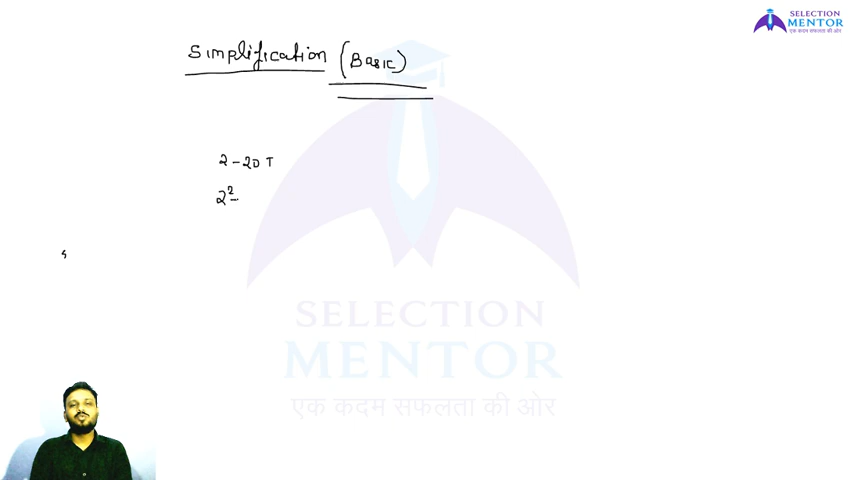 SELECTION
MENTOR
एक कदम सफलता की ओर
Simplification (Basic)
2 - 20 T
2² -
SELECTION
MENTOR
एक कदम सफलता की ओर